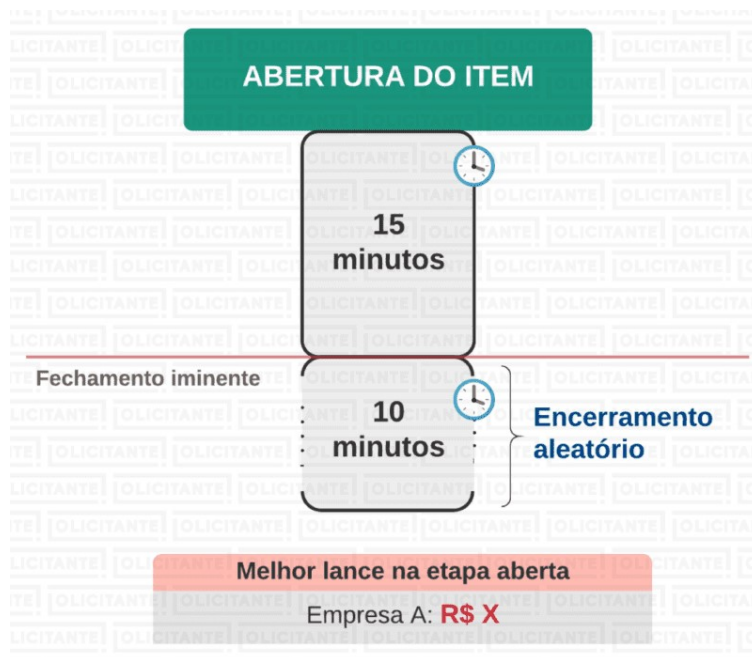 ABERTURA DO ITEM
15
minutos
Fechamento iminente
10
minutos
Encerramento
aleatório
Melhor lance na etapa aberta
Empresa A: R$ X